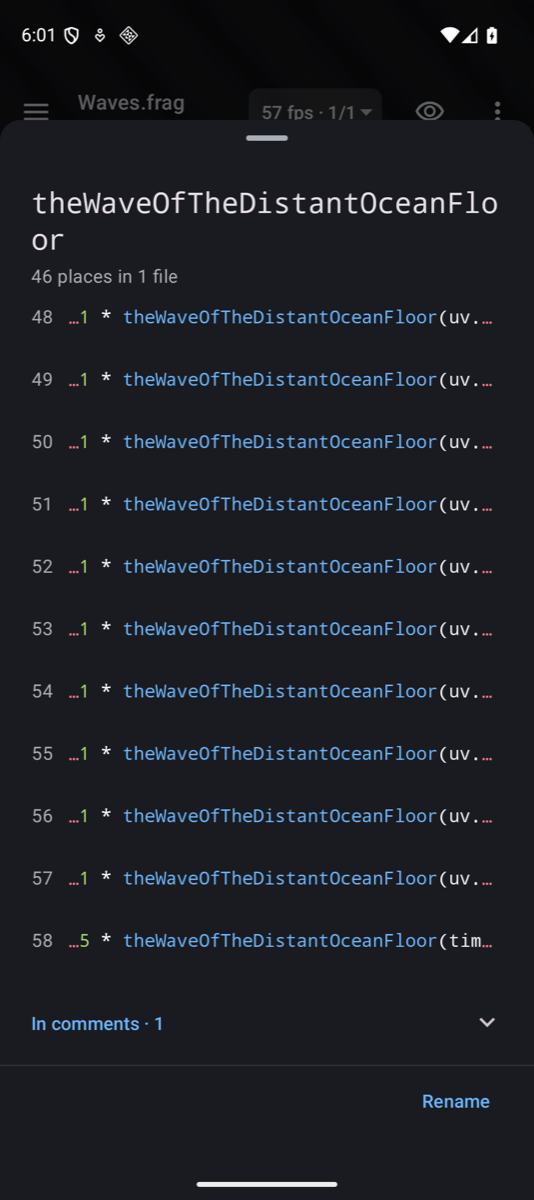 6:01
Waves.frag
57 fps · 1/1
theWaveOfTheDistantOceanFlo
or
46 places in 1 file
48 …1 * theWaveOfTheDistantOceanFloor(uv.…
49 …1 * theWaveOfTheDistantOceanFloor(uv.…
50 …1 * theWaveOfTheDistantOceanFloor(uv.…
51 …1 * theWaveOfTheDistantOceanFloor(uv.…
52 …1 * theWaveOfTheDistantOceanFloor(uv.…
53 …1 * theWaveOfTheDistantOceanFloor(uv.…
54 …1 * theWaveOfTheDistantOceanFloor(uv.…
55 …1 * theWaveOfTheDistantOceanFloor(uv.…
56 …1 * theWaveOfTheDistantOceanFloor(uv.…
57 …1 * theWaveOfTheDistantOceanFloor(uv.…
58 …5 * theWaveOfTheDistantOceanFloor(tim…
In comments · 1
Rename